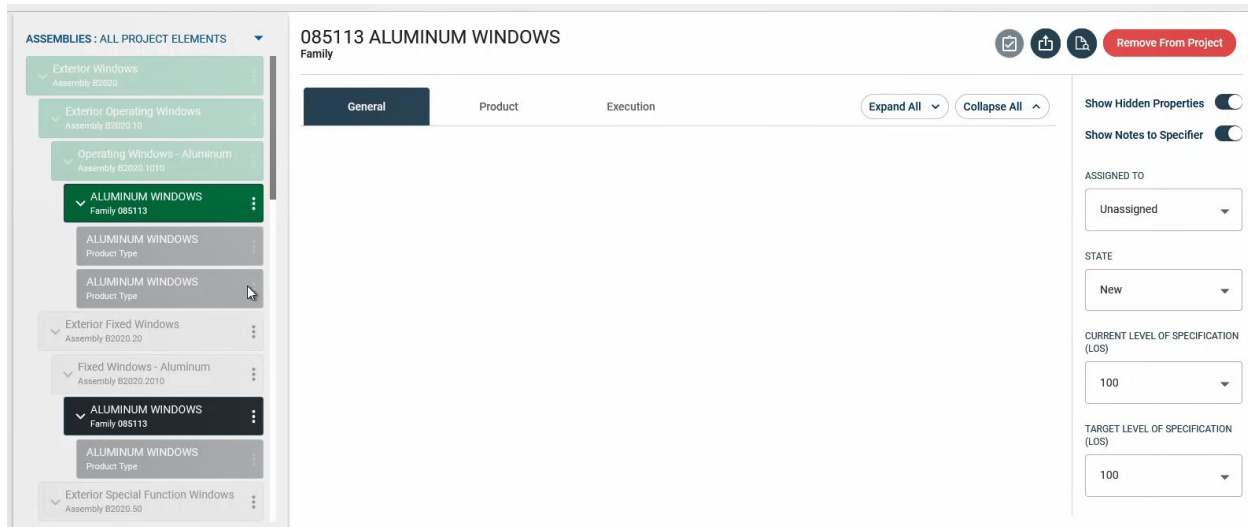 ASSEMBLIES : ALL PROJECT ELEMENTS
Exterior Windows
Assembly B2020
Exterior Operating Windows
Assembly B2020.10
Operating Windows - Aluminum
Assembly B2020.1010
ALUMINUM WINDOWS
Family 085113
ALUMINUM WINDOWS
Product Type
ALUMINUM WINDOWS
Product Type
Exterior Fixed Windows
Assembly B2020.20
Fixed Windows - Aluminum
Assembly B2020.2010
ALUMINUM WINDOWS
Family 085113
ALUMINUM WINDOWS
Product Type
Exterior Special Function Windows
Assembly B2020.50
085113 ALUMINUM WINDOWS
Family
Remove From Project
General Product Execution Expand All Collapse All
Show Hidden Properties
Show Notes to Specifier
ASSIGNED TO
Unassigned
STATE
New
CURRENT LEVEL OF SPECIFICATION
(LOS)
100
TARGET LEVEL OF SPECIFICATION
(LOS)
100